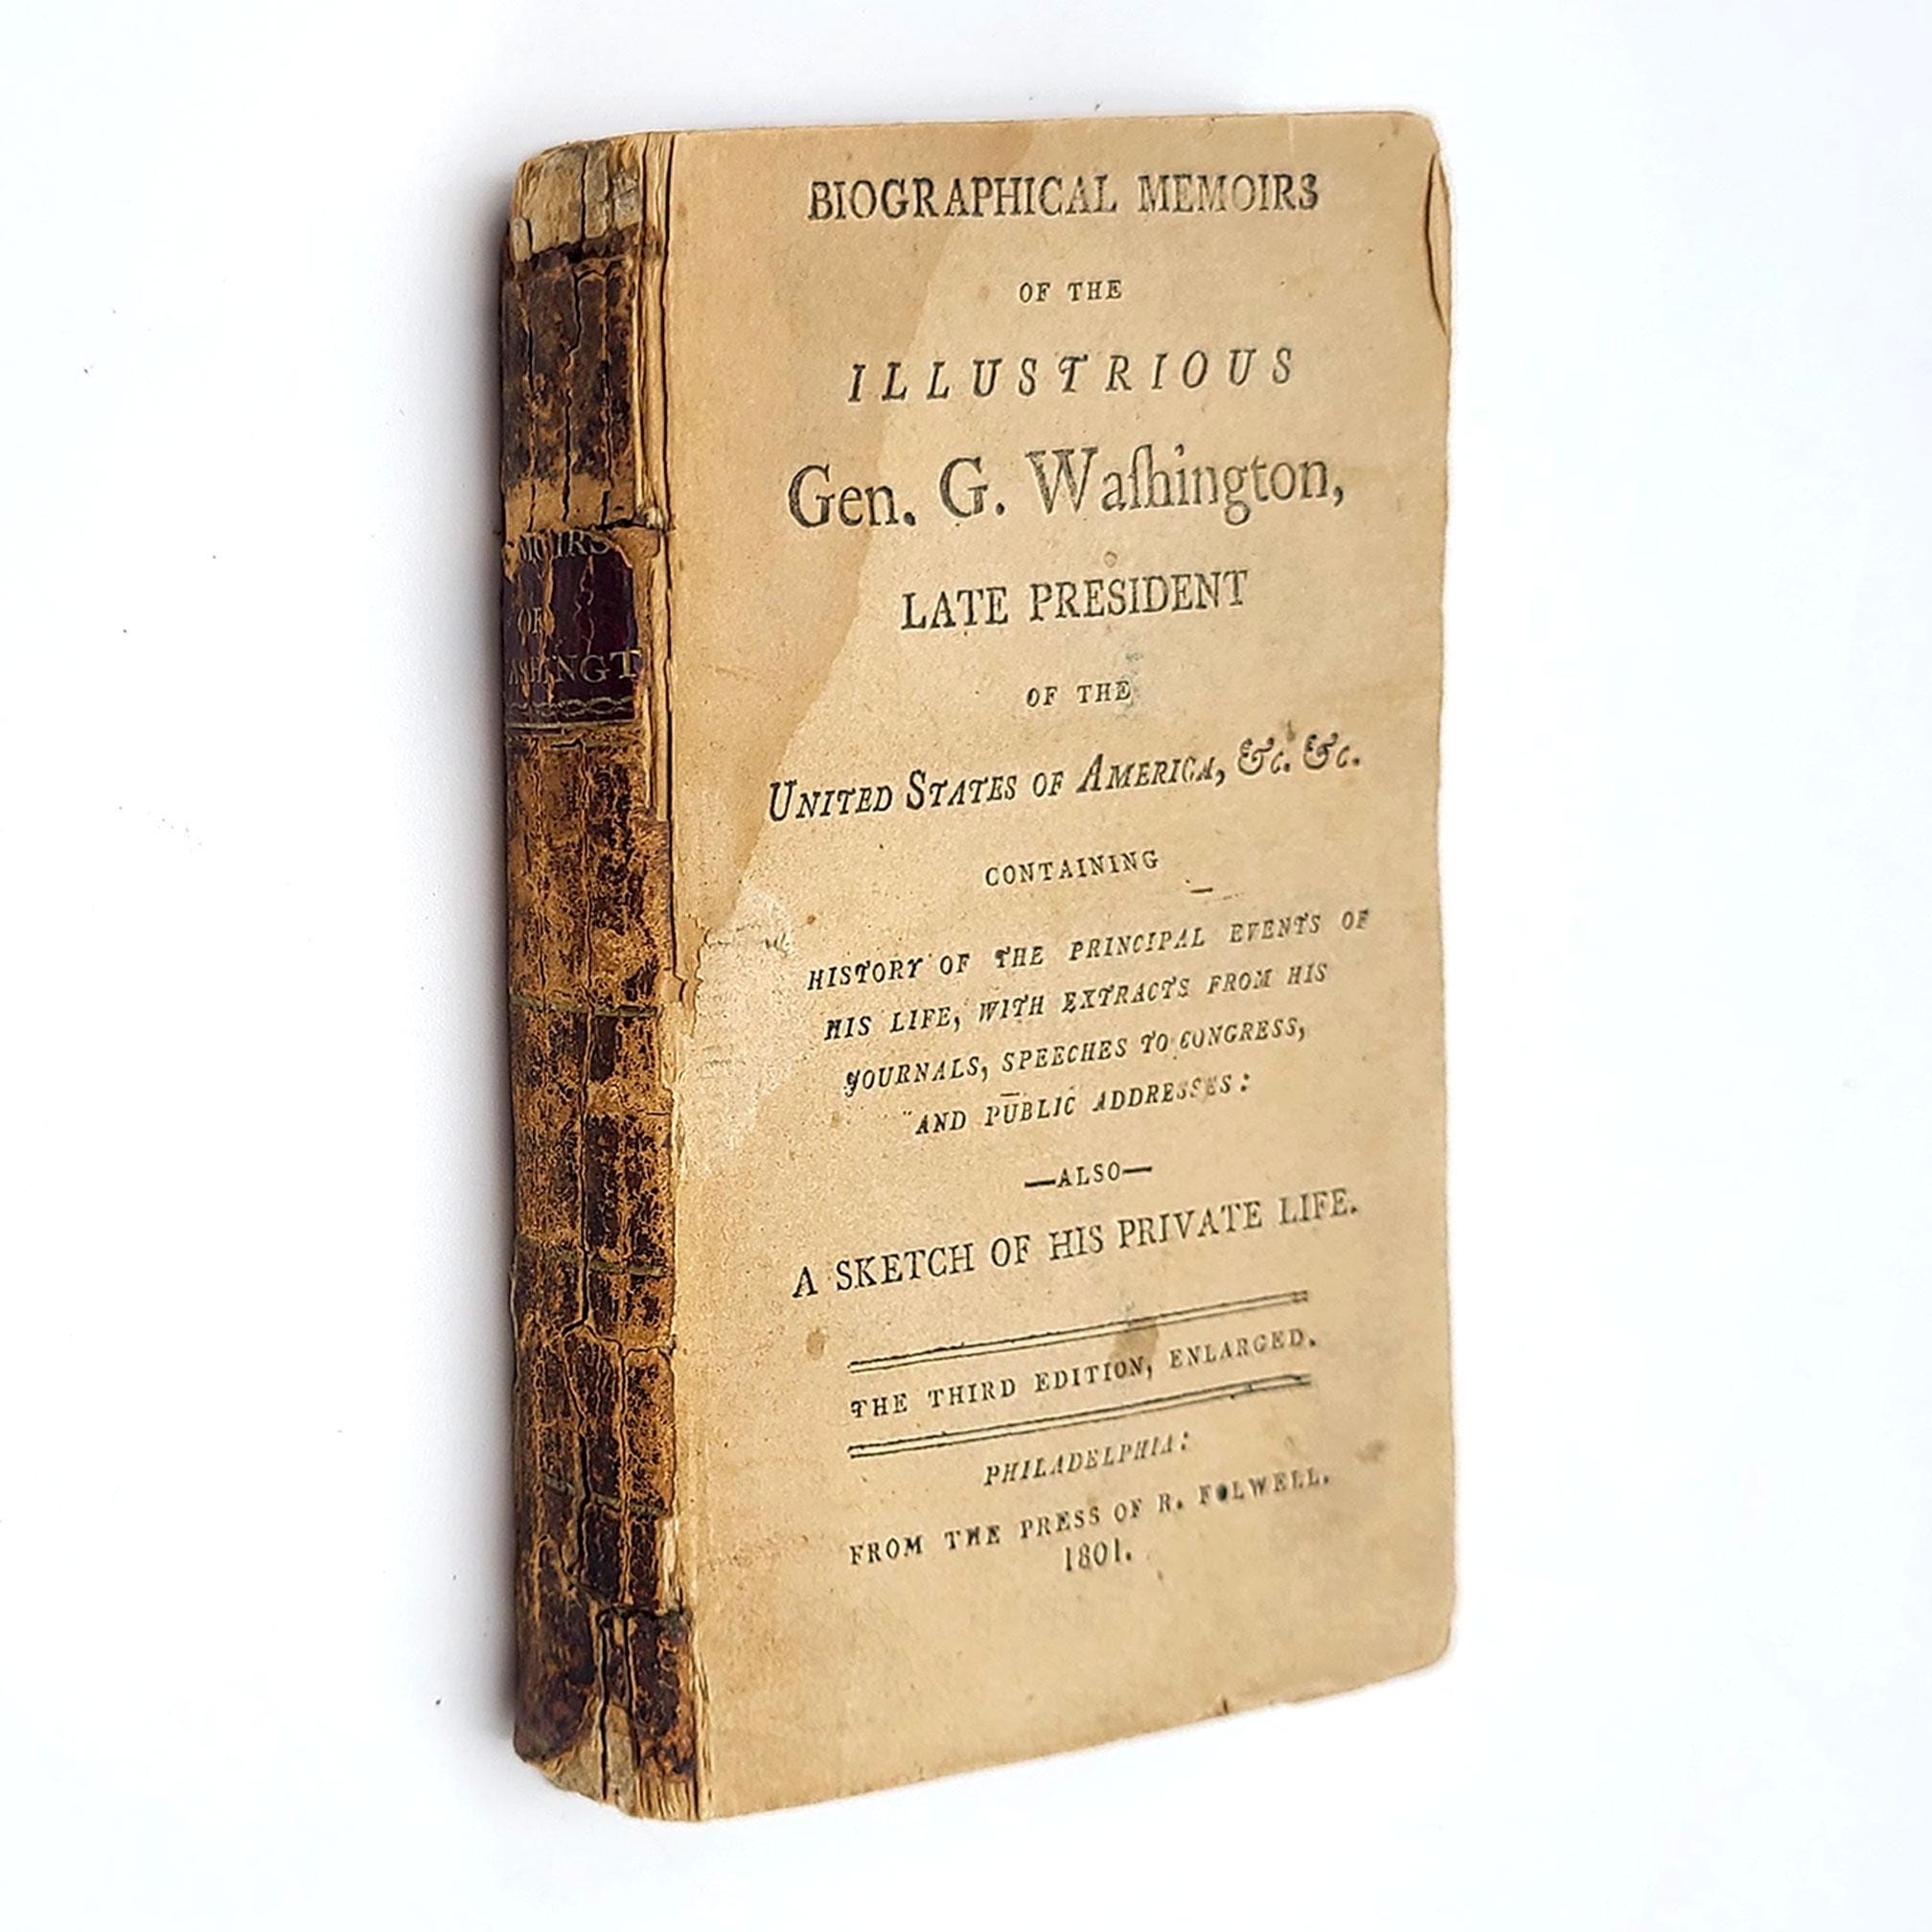 MOIRS
OF
ASHINGT
BIOGRAPHICAL MEMOIRS
OF THE
ILLUSTRIOUS
Gen. G. Waſhington,
LATE PRESIDENT
OF THE
UNITED STATES OF AMERICA, &c. &c.
CONTAINING
HISTORY OF THE PRINCIPAL EVENTS OF
HIS LIFE, WITH EXTRACTS FROM HIS
JOURNALS, SPEECHES TO CONGRESS,
AND PUBLIC ADDRESSES:
—ALSO—
A SKETCH OF HIS PRIVATE LIFE.
THE THIRD EDITION, ENLARGED.
PHILADELPHIA:
FROM THE PRESS OF R. FOLWELL.
1801.